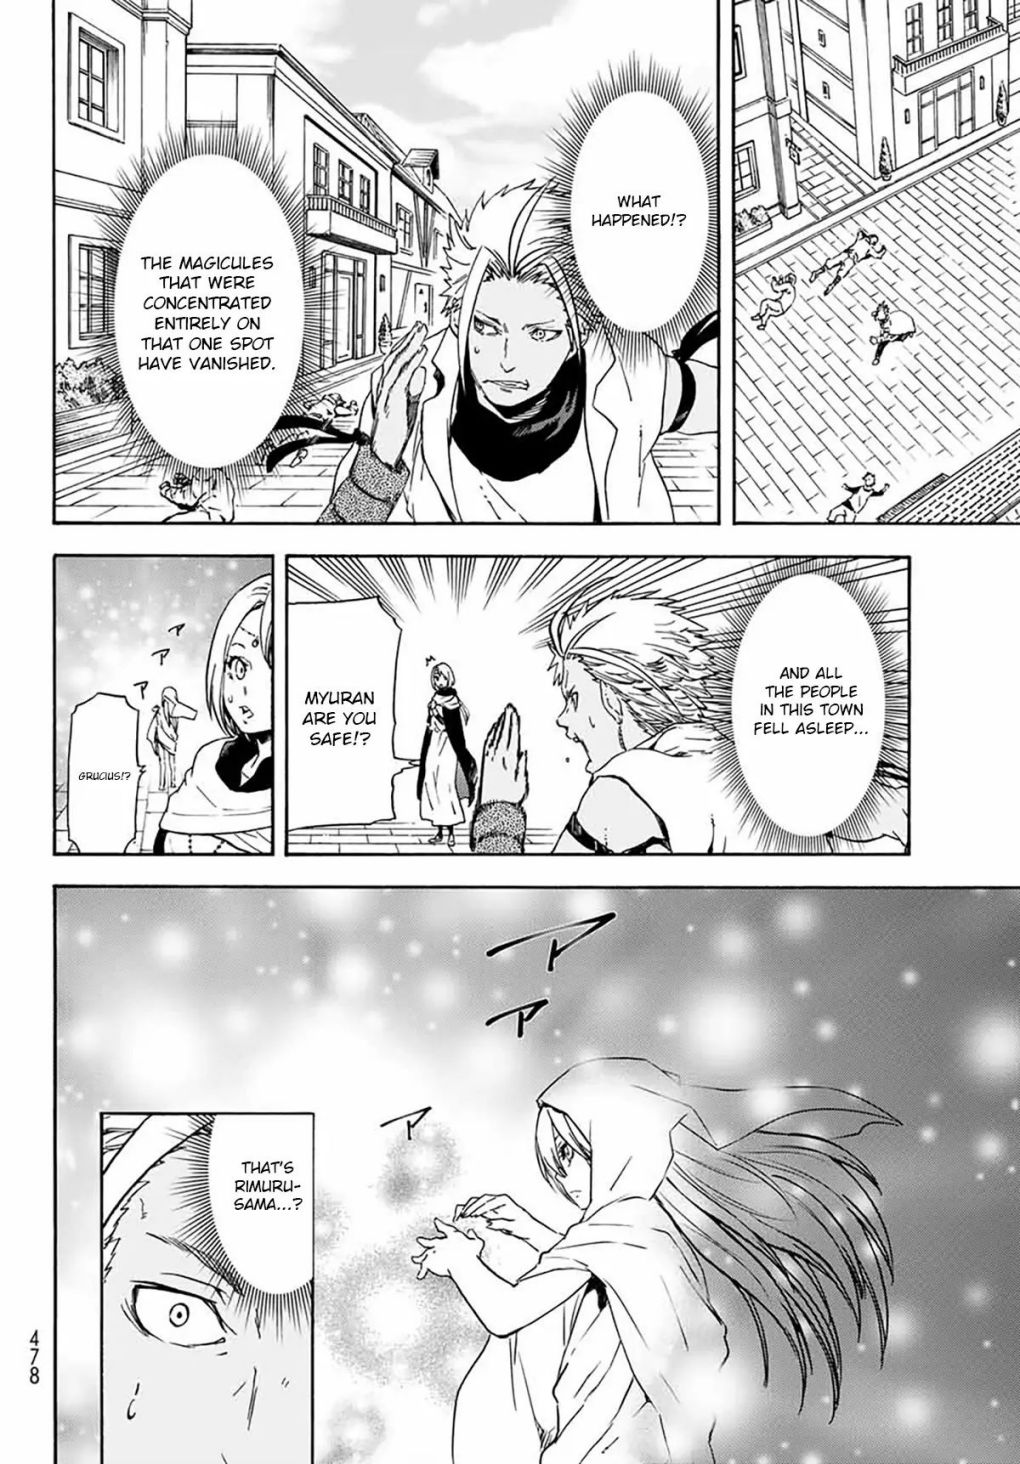 WHAT
HAPPENED!?
THE MAGICULES
THAT WERE
CONCENTRATED
ENTIRELY ON
THAT ONE SPOT
HAVE VANISHED.
AND ALL
THE PEOPLE
IN THIS TOWN
FELL ASLEEP...
MYURAN
ARE YOU
SAFE!?
GRUCIUS!?
ァ
ァ
ァ
ァ
ァ
THAT'S
RIMURU-
SAMA...?
478